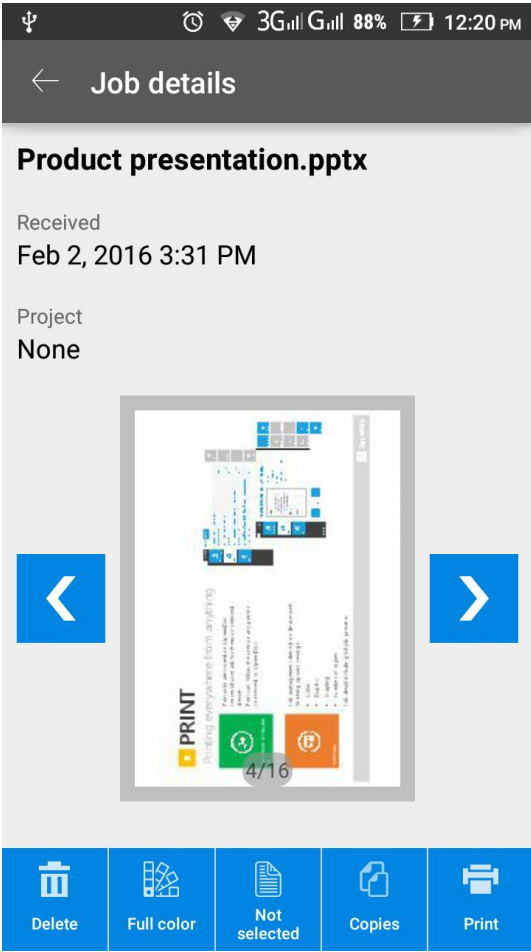 3G G 88% 12:20 PM
Job details
Product presentation.pptx
Received
Feb 2, 2016 3:31 PM
Project
None
PRINT
Printing everywhere from anything
4/16
Delete
Full color
Not
selected
Copies
Print